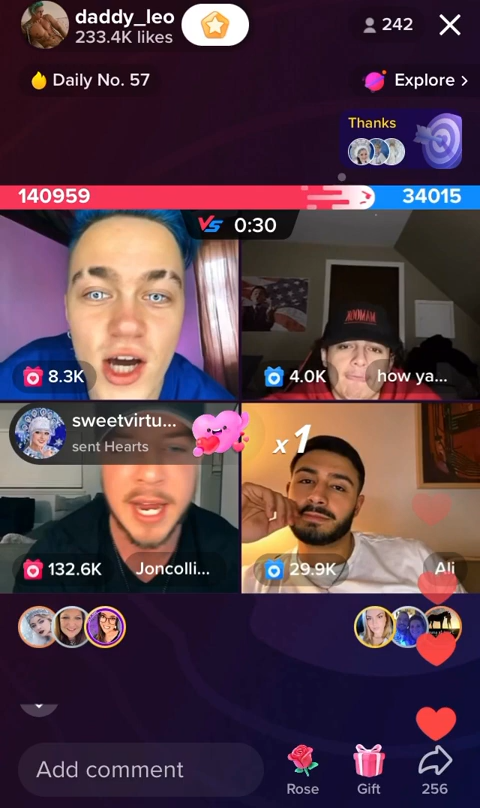 daddy_leo
233.4K likes
242
Daily No. 57
Explore >
Thanks
140959
34015
VS 0:30
8.3K
4.0K
how ya...
sweetvirtu...
sent Hearts
x1
132.6K
Joncolli...
29.9K
Ali
Add comment
Rose
Gift
256